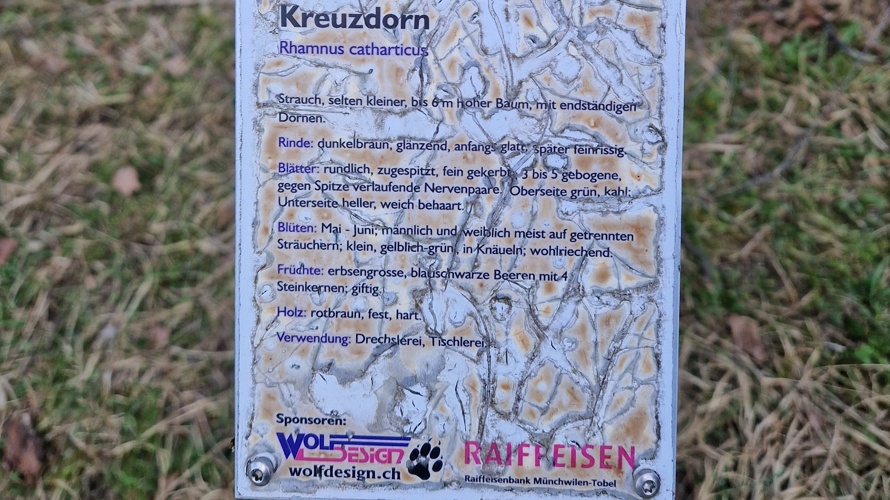 Kreuzdorn
Rhamnus catharticus
Strauch, selten kleiner, bis 6 m hoher Baum, mit endständigen
Dornen.
Rinde: dunkelbraun, glänzend, anfangs glatt, später feinrissig.
Blätter: rundlich, zugespitzt, fein gekerbt, 3 bis 5 gebogene,
gegen Spitze verlaufende Nervenpaare. Oberseite grün, kahl;
Unterseite heller, weich behaart.
Blüten: Mai - Juni; männlich und weiblich meist auf getrennten
Sträuchern; klein, gelblich-grün, in Knäueln; wohlriechend.
Früchte: erbsengrosse, blauschwarze Beeren mit 4
Steinkernen; giftig.
Holz: rotbraun, fest, hart.
Verwendung: Drechslerei, Tischlerei.
Sponsoren:
WOLFDESIGN
wolfdesign.ch
RAIFFEISEN
Raiffeisenbank Münchwilen-Tobel